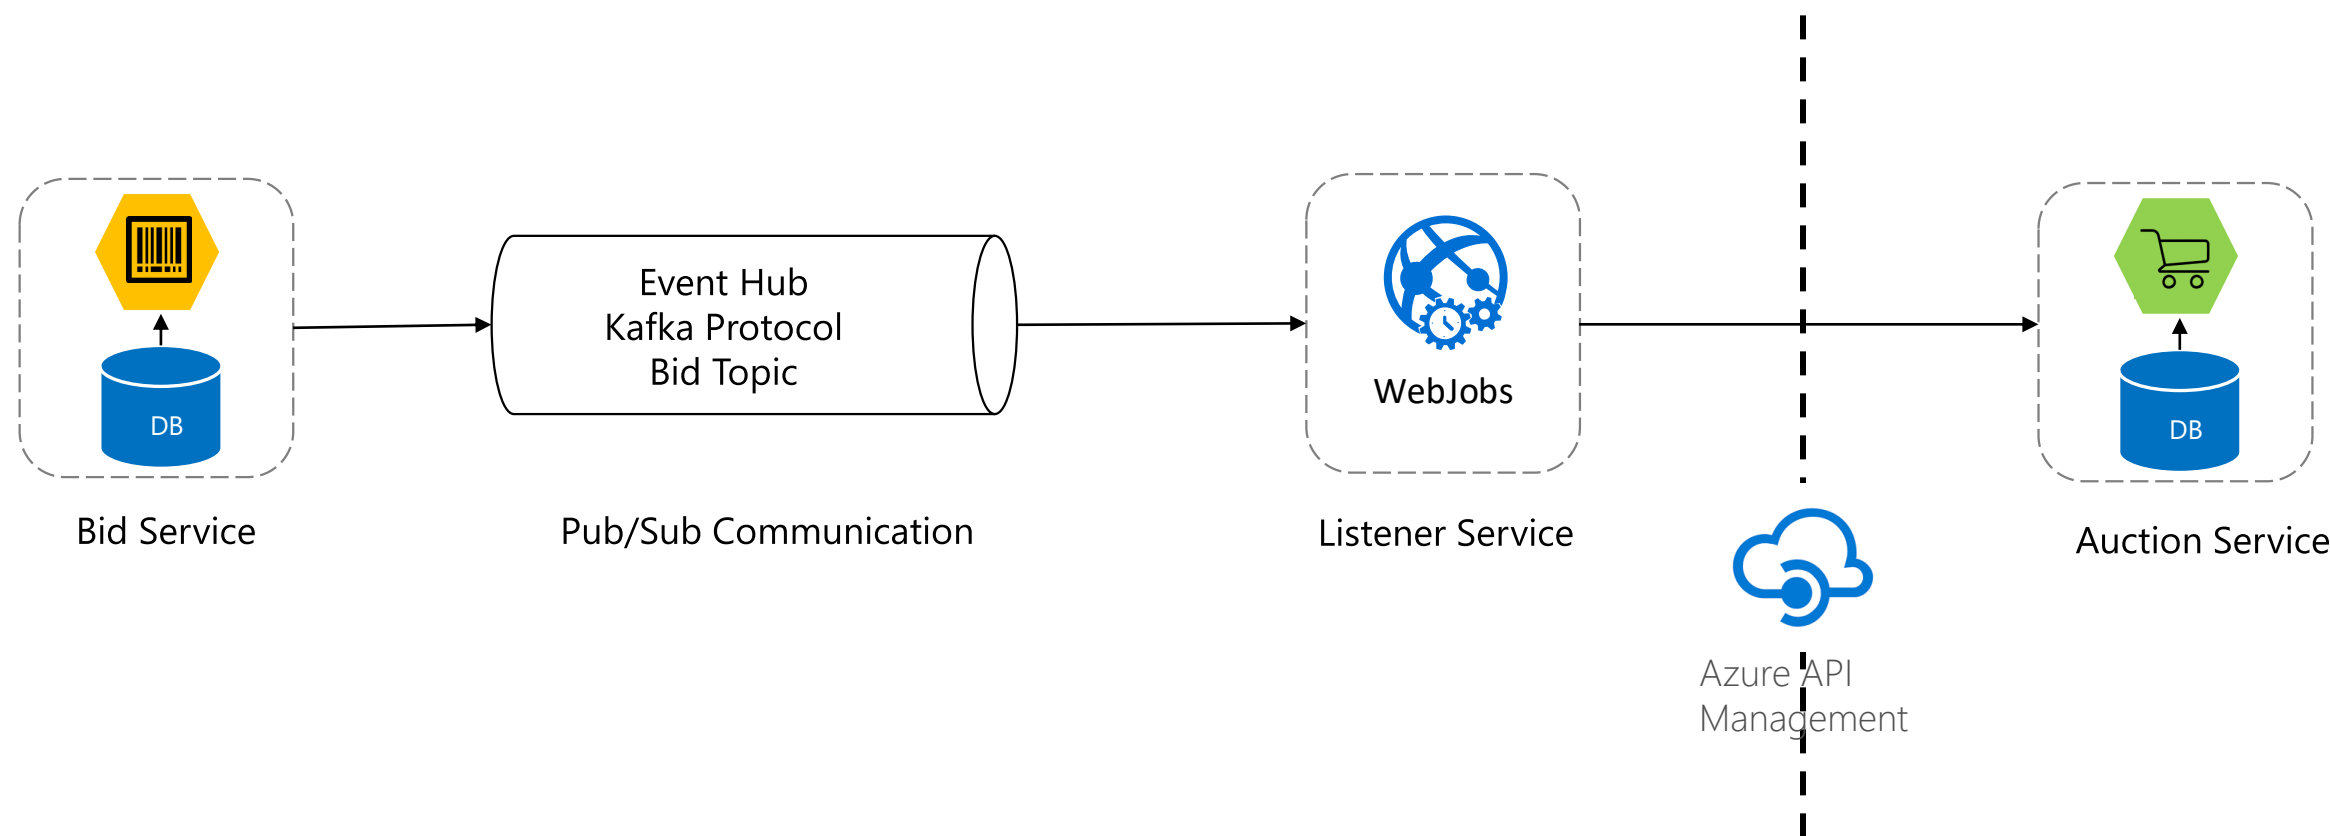 Event Hub
Kafka Protocol
Bid Topic
DB
WebJobs
DB
Bid Service
Pub/Sub Communication
Listener Service
Auction Service
Azure API
Management